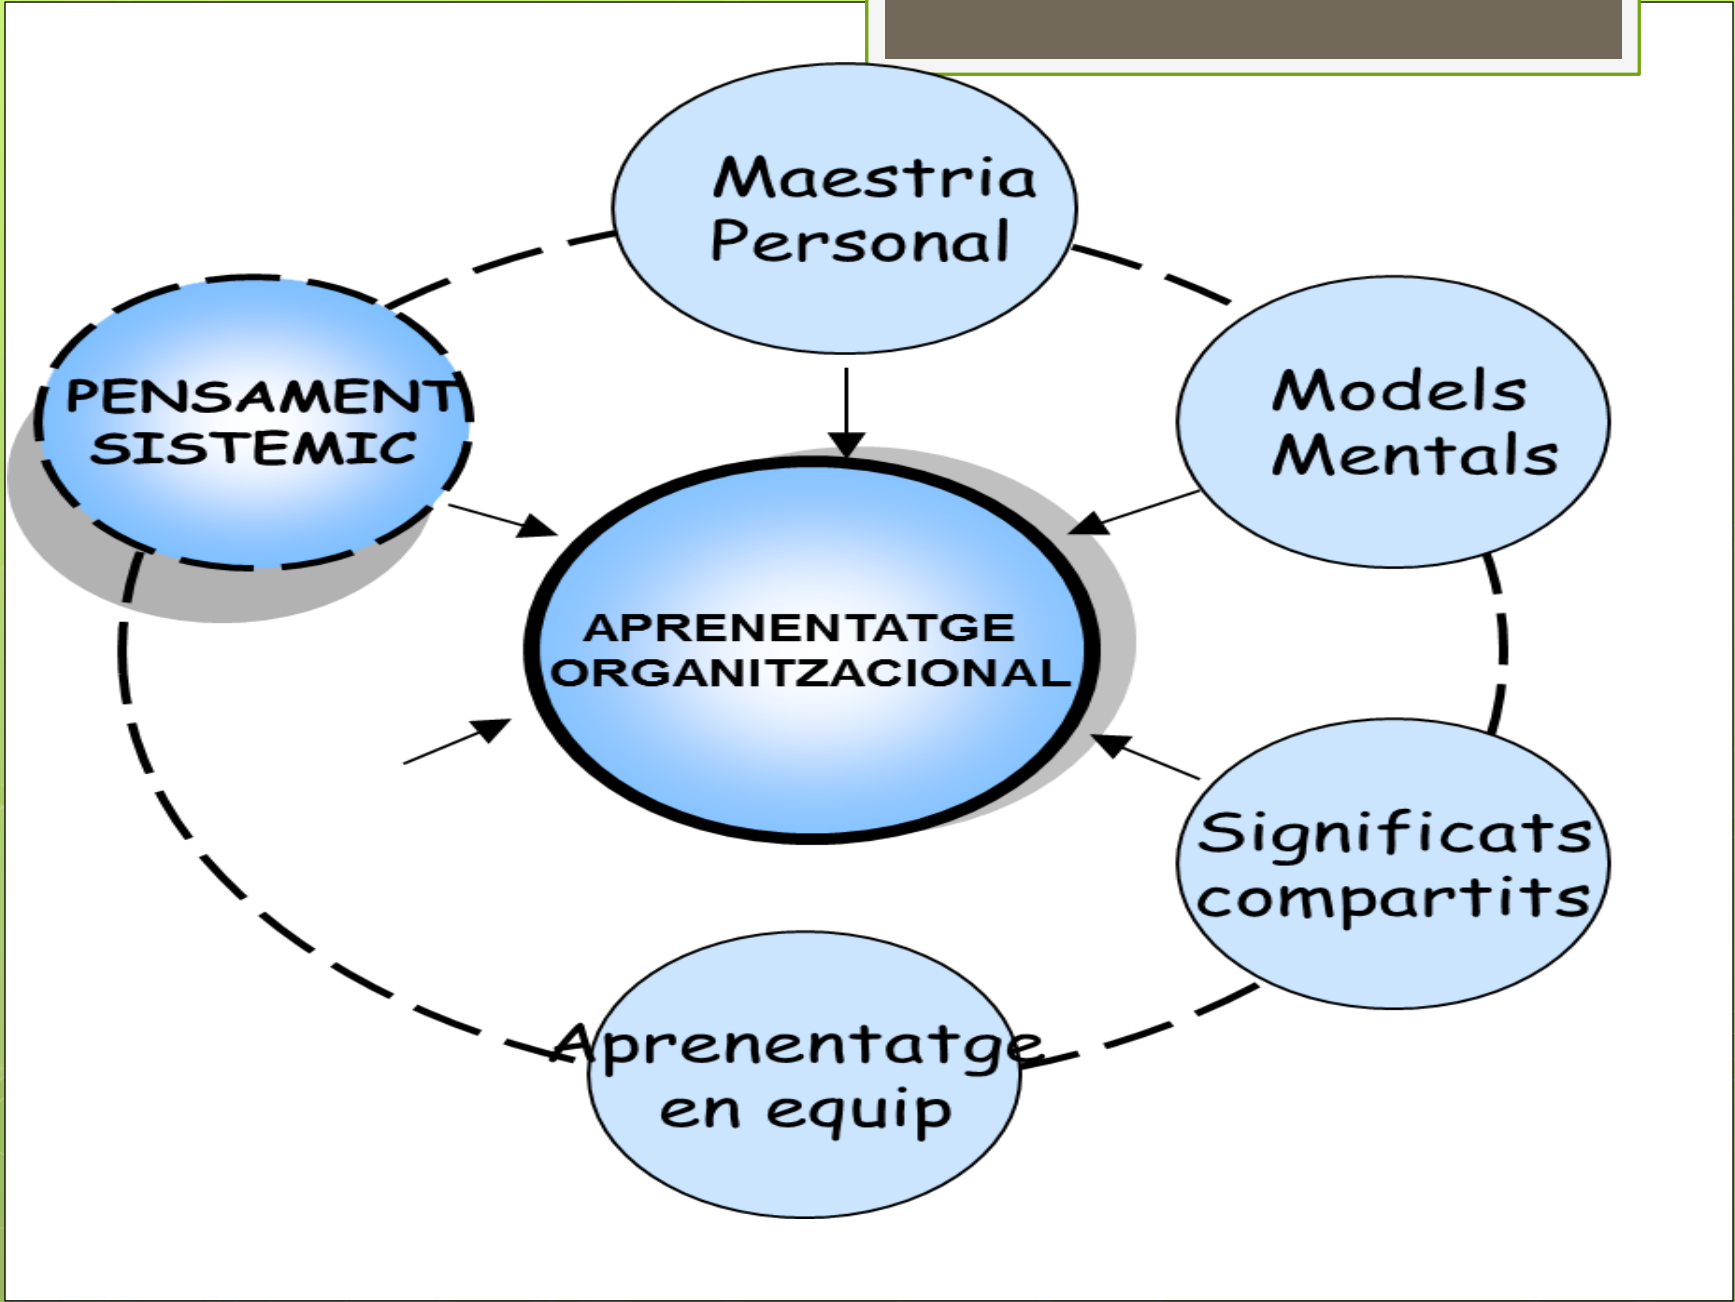 Maestria
Personal
PENSAMENT
SISTEMIC
Models
Mentals
APRENENTATGE
ORGANITZACIONAL
Significats
compartits
Aprenentatge
en equip